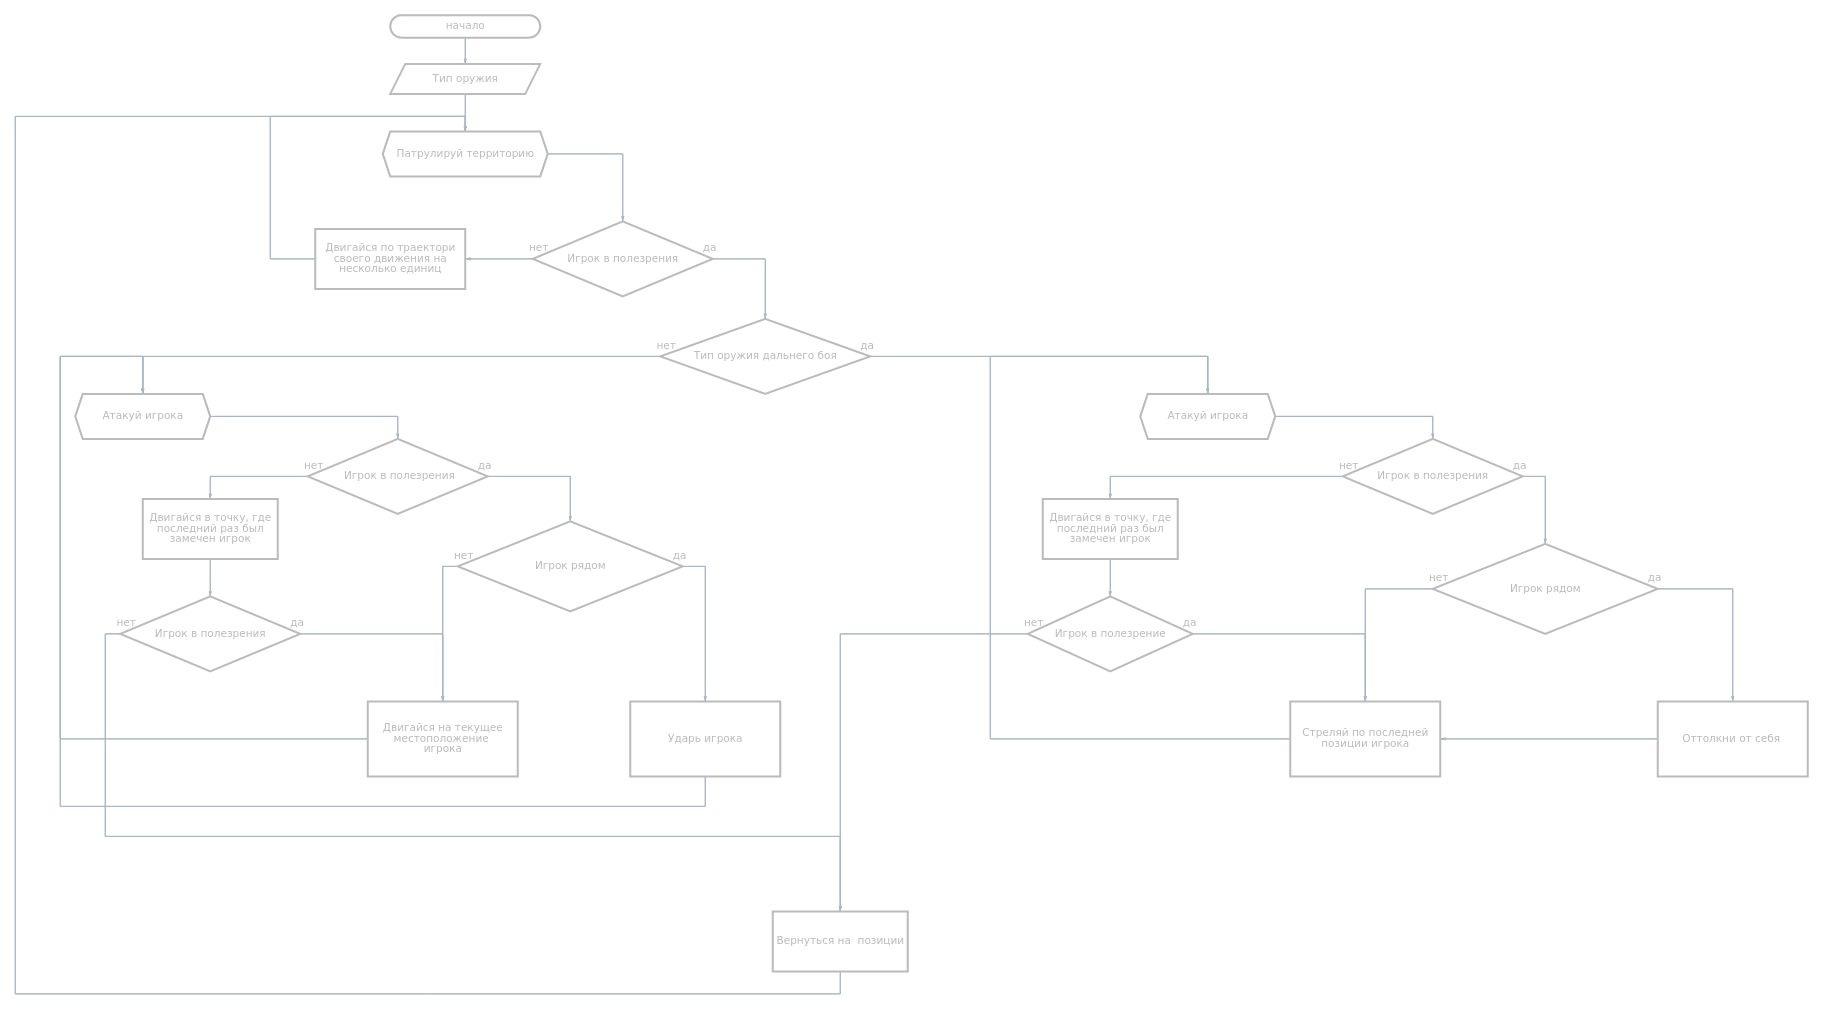 начало
Тип оружия
Патрулируй территорию
Двигайся по траектори
своего движения на
несколько единиц
нет
Игрок в полезрения
да
нет
Тип оружия дальнего боя
да
Атакуй игрока
Атакуй игрока
нет
Игрок в полезрения
да
нет
Игрок в полезрения
да
Двигайся в точку, где
последний раз был
замечен игрок
Двигайся в точку, где
последний раз был
замечен игрок
нет
Игрок рядом
да
нет
Игрок рядом
да
нет
Игрок в полезрения
да
нет
Игрок в полезрение
да
Двигайся на текущее
местоположение
игрока
Ударь игрока
Стреляй по последней
позиции игрока
Оттолкни от себя
Вернуться на  позиции